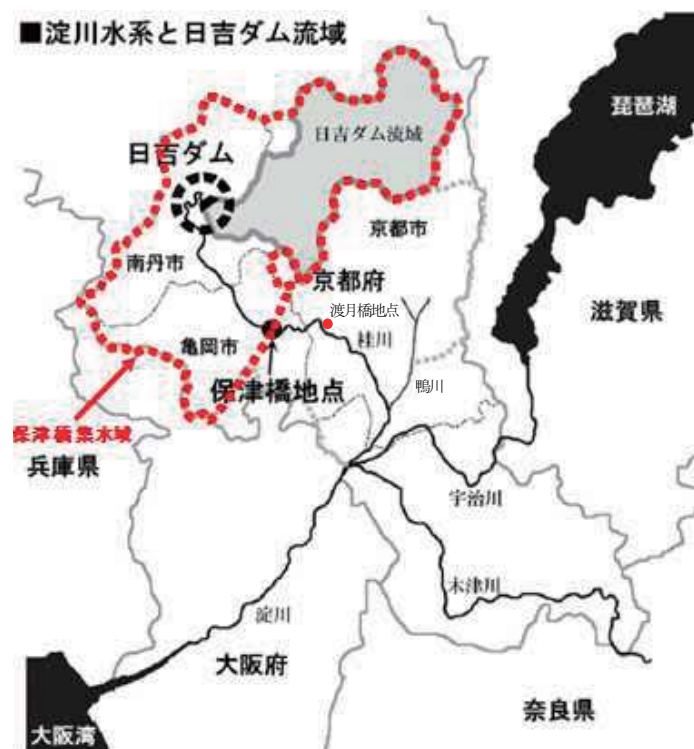 ■淀川水系と日吉ダム流域
琵琶湖
日吉ダム流域
日吉ダム
京都市
南丹市
京都府
渡月橋地点
滋賀県
桂川
亀岡市
鴨川
保津橋地点
保津橋集水域
兵庫県
宇治川
木津川
淀川
大阪府
奈良県
大阪湾